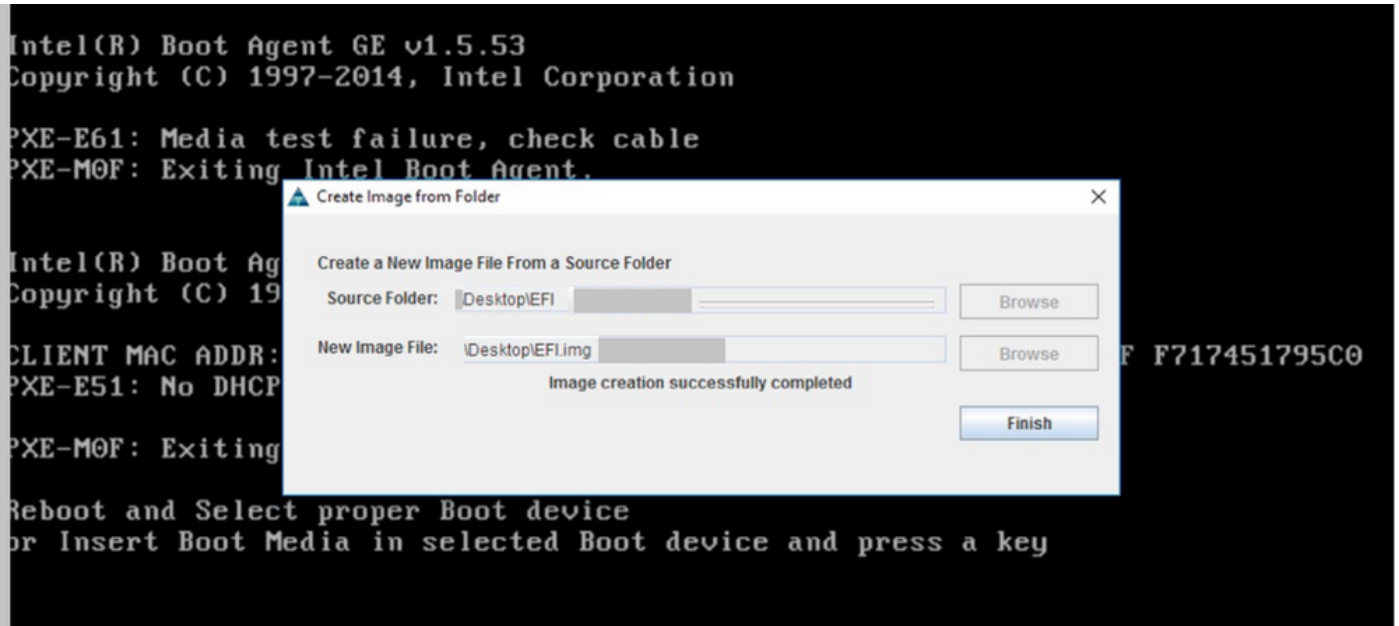 Intel(R) Boot Agent GE v1.5.53
Copyright (C) 1997-2014, Intel Corporation
PXE-E61: Media test failure, check cable
PXE-M0F: Exiting Intel Boot Agent.
Create Image from Folder
Intel(R) Boot Ag
Copyright (C) 19
Create a New Image File From a Source Folder
Source Folder: Desktop\EFI Browse
New Image File: \Desktop\EFI.img Browse
CLIENT MAC ADDR: F F717451795C0
PXE-E51: No DHCP
Image creation successfully completed
Finish
PXE-M0F: Exiting
Reboot and Select proper Boot device
or Insert Boot Media in selected Boot device and press a key